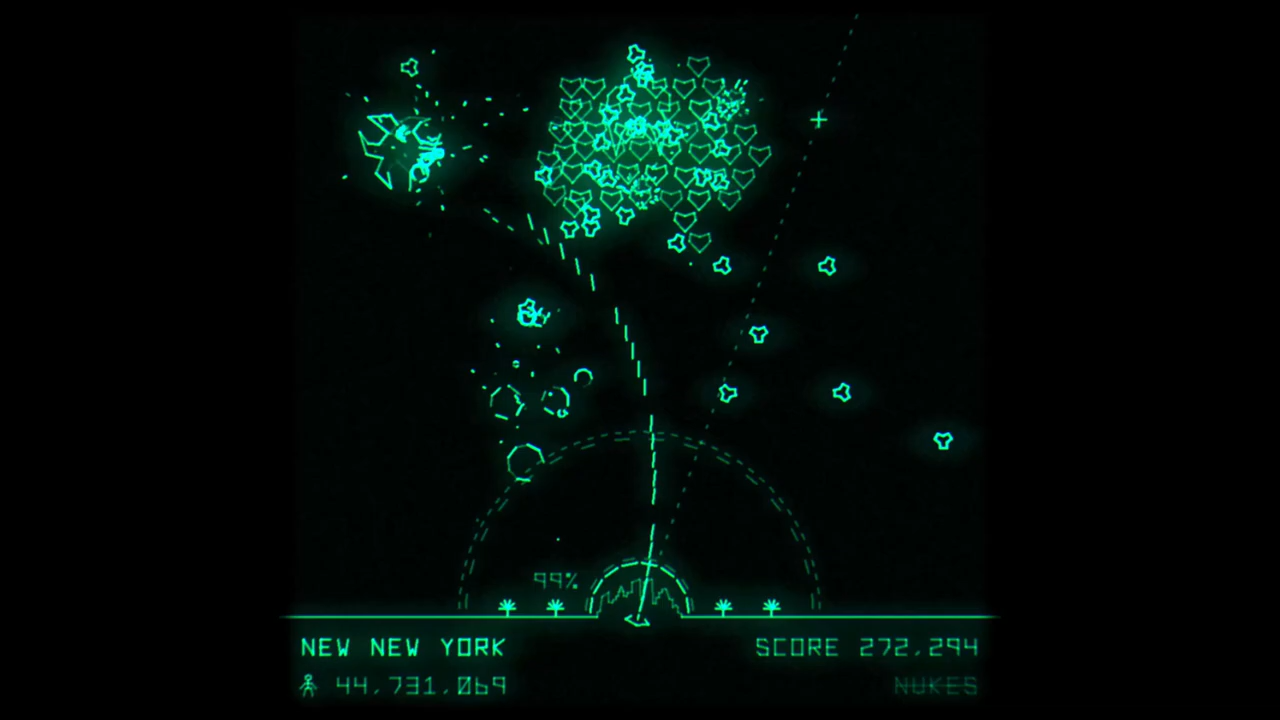 99%
NEW NEW YORK
SCORE 272,294
44,731,069
NUKES